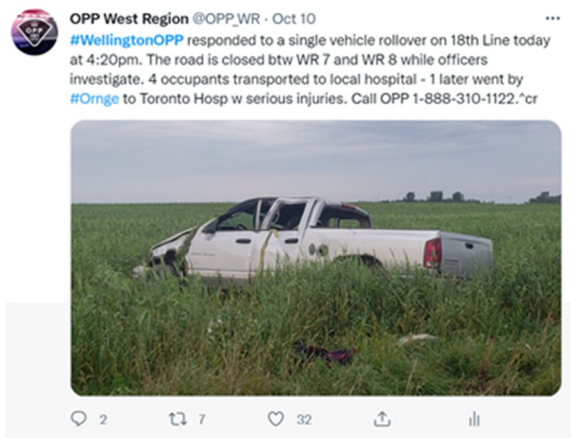 OPP West Region @OPP_WR · Oct 10
#WellingtonOPP responded to a single vehicle rollover on 18th Line today
at 4:20pm. The road is closed btw WR 7 and WR 8 while officers
investigate. 4 occupants transported to local hospital - 1 later went by
#Ornge to Toronto Hosp w serious injuries. Call OPP 1-888-310-1122.^cr
2 7 32